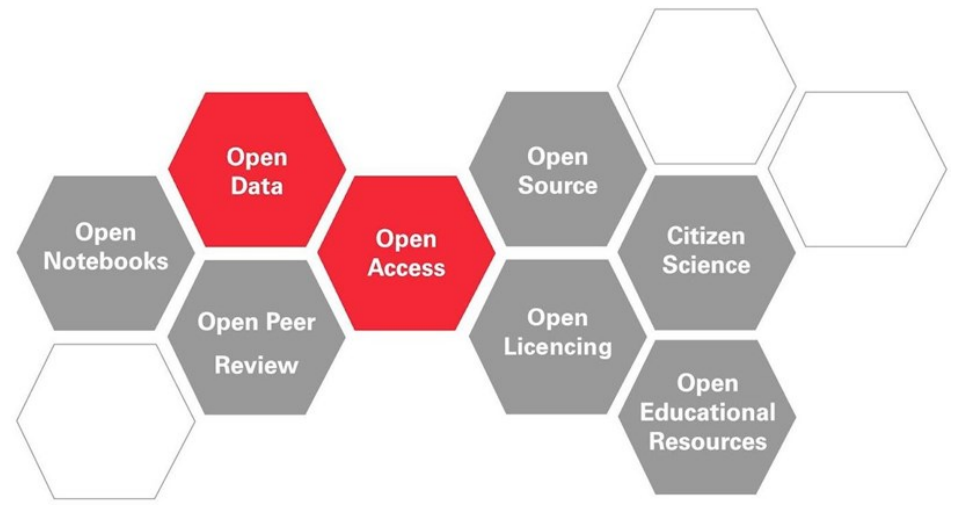 Open
Data
Open
Source
Open
Notebooks
Open
Access
Citizen
Science
Open Peer
Review
Open
Licencing
Open
Educational
Resources